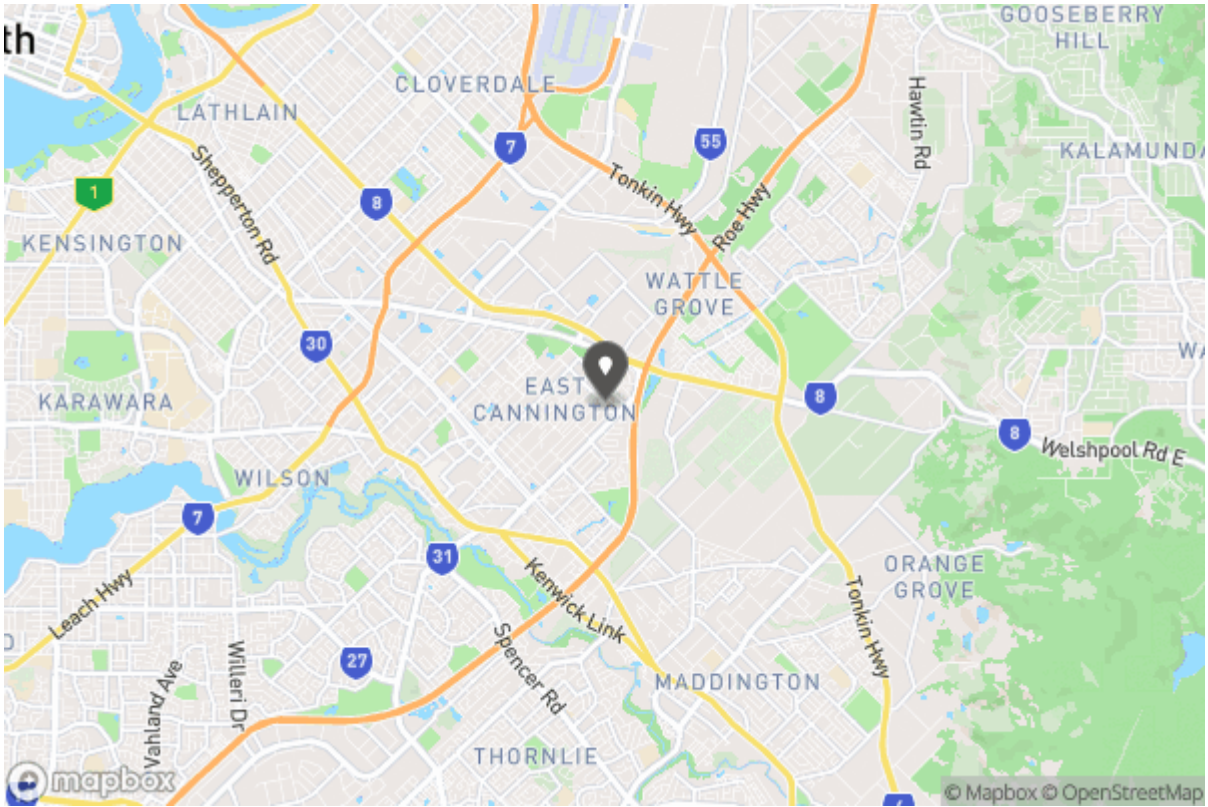 GOOSEBERRY
HILL
th
CLOVERDALE
Hawtin Rd
LATHLAIN
7
55
KALAMUNDA
Shepperton Rd
Tonkin Hwy
1
8
Roe Hwy
KENSINGTON
WATTLE
GROVE
30
WA
EAST
CANNINGTON
KARAWARA
8
8
Welshpool Rd E
WILSON
7
31
ORANGE
GROVE
Kenwick Link
Leach Hwy
Tonkin Hwy
Spencer Rd
O
Willeri Dr
27
Vahland Ave
MADDINGTON
THORNLIE
mapbox
© Mapbox © OpenStreetMap